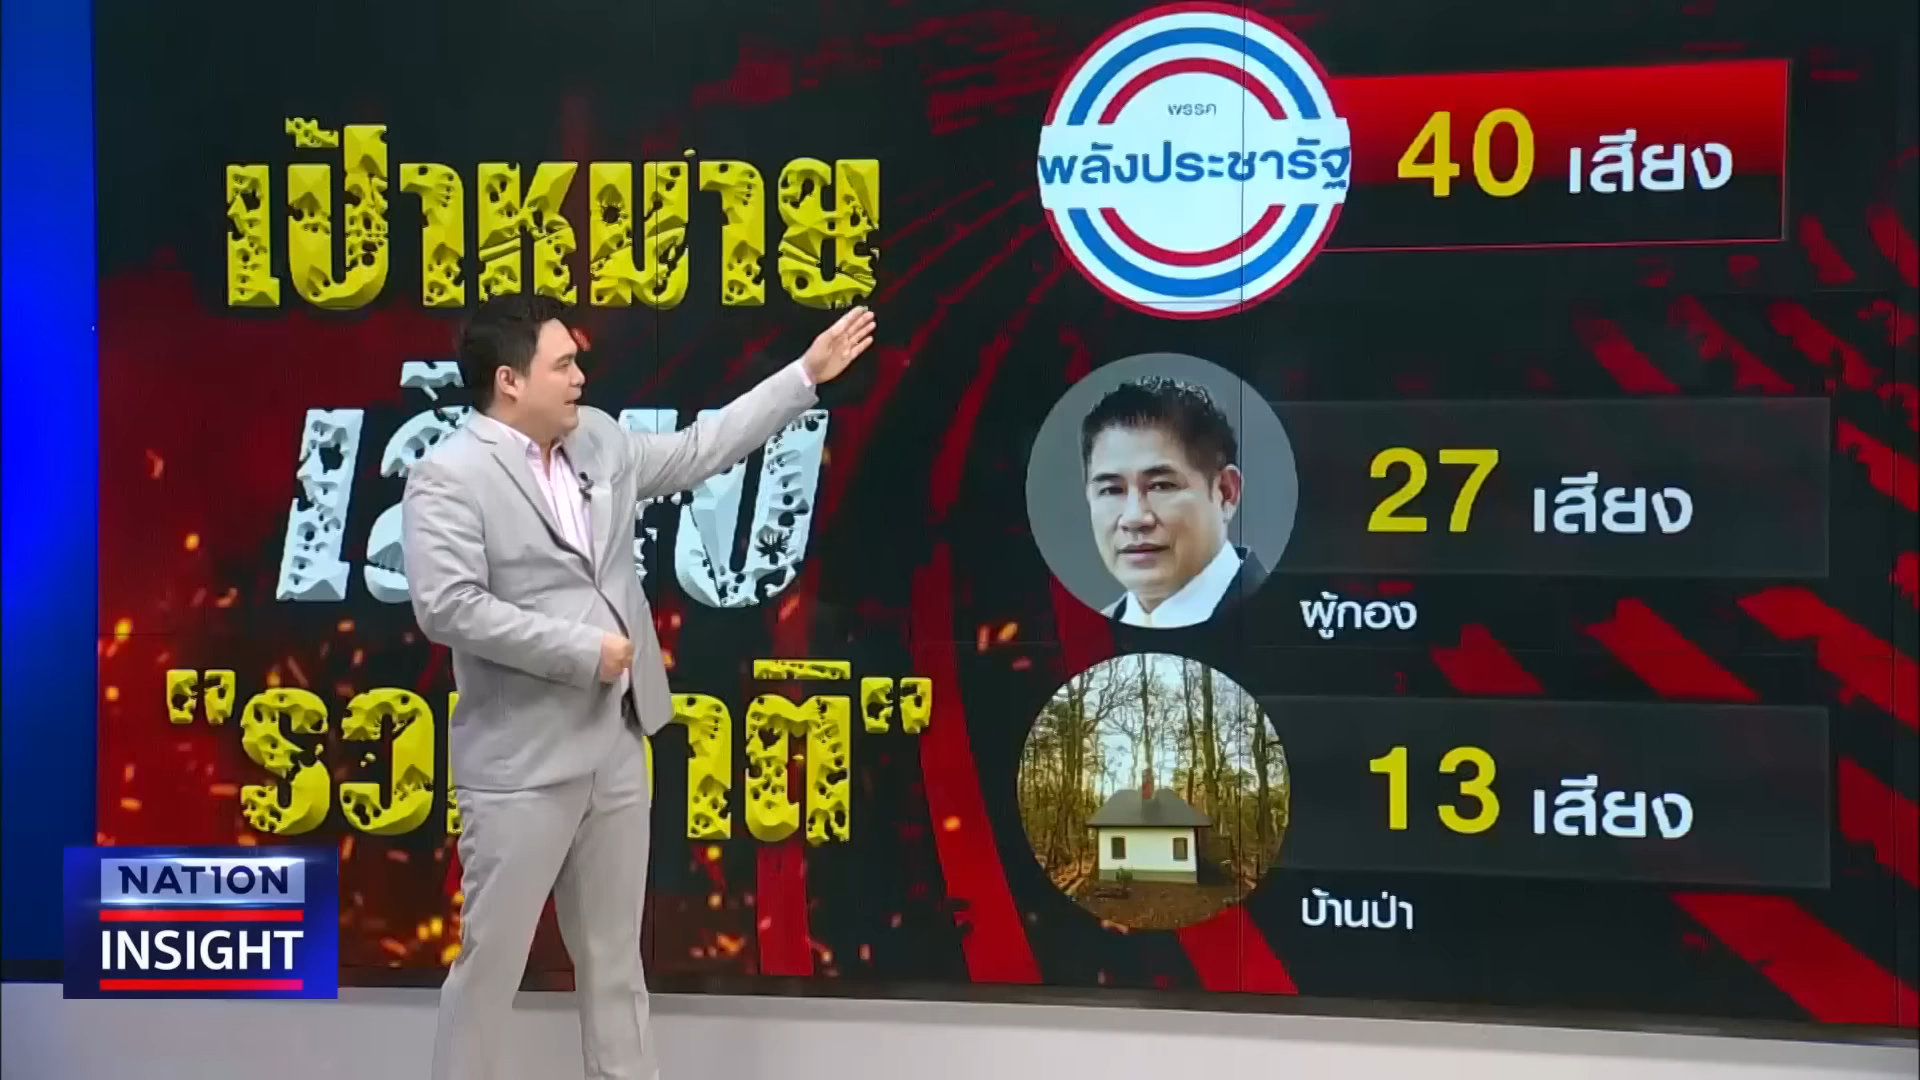 เป้าหมาย
พรรค
พลังประชารัฐ
40 เสียง
27 เสียง
ผู้กอง
13 เสียง
บ้านป่า
NATION
INSIGHT